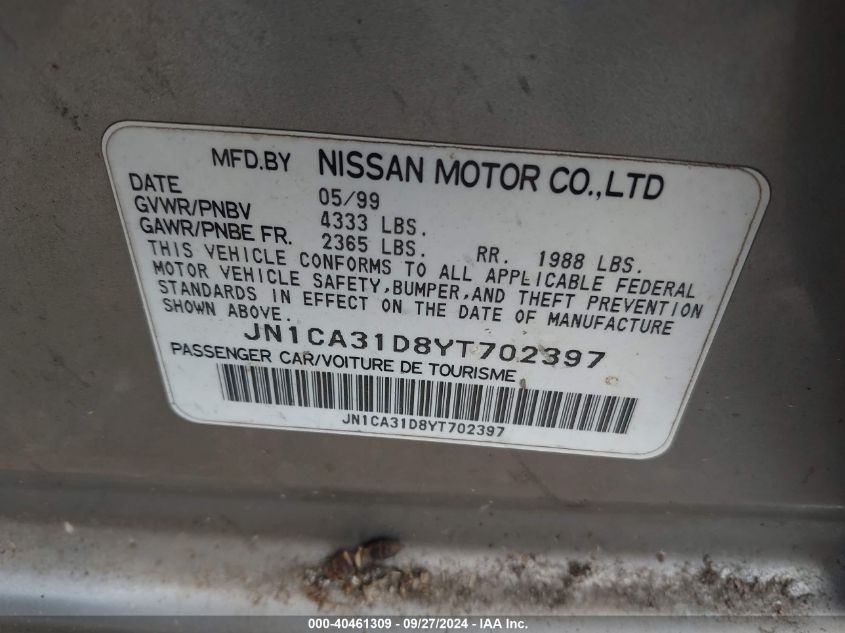 MFD.BY NISSAN MOTOR CO.,LTD
DATE 05/99
GVWR/PNBV 4333 LBS.
GAWR/PNBE FR. 2365 LBS. RR. 1988 LBS.
THIS VEHICLE CONFORMS TO ALL APPLICABLE FEDERAL
MOTOR VEHICLE SAFETY,BUMPER,AND THEFT PREVENTION
STANDARDS IN EFFECT ON THE DATE OF MANUFACTURE
SHOWN ABOVE.
JN1CA31D8YT702397
PASSENGER CAR/VOITURE DE TOURISME
JN1CA31D8YT702397
000-40461309 - 09/27/2024 - IAA Inc.